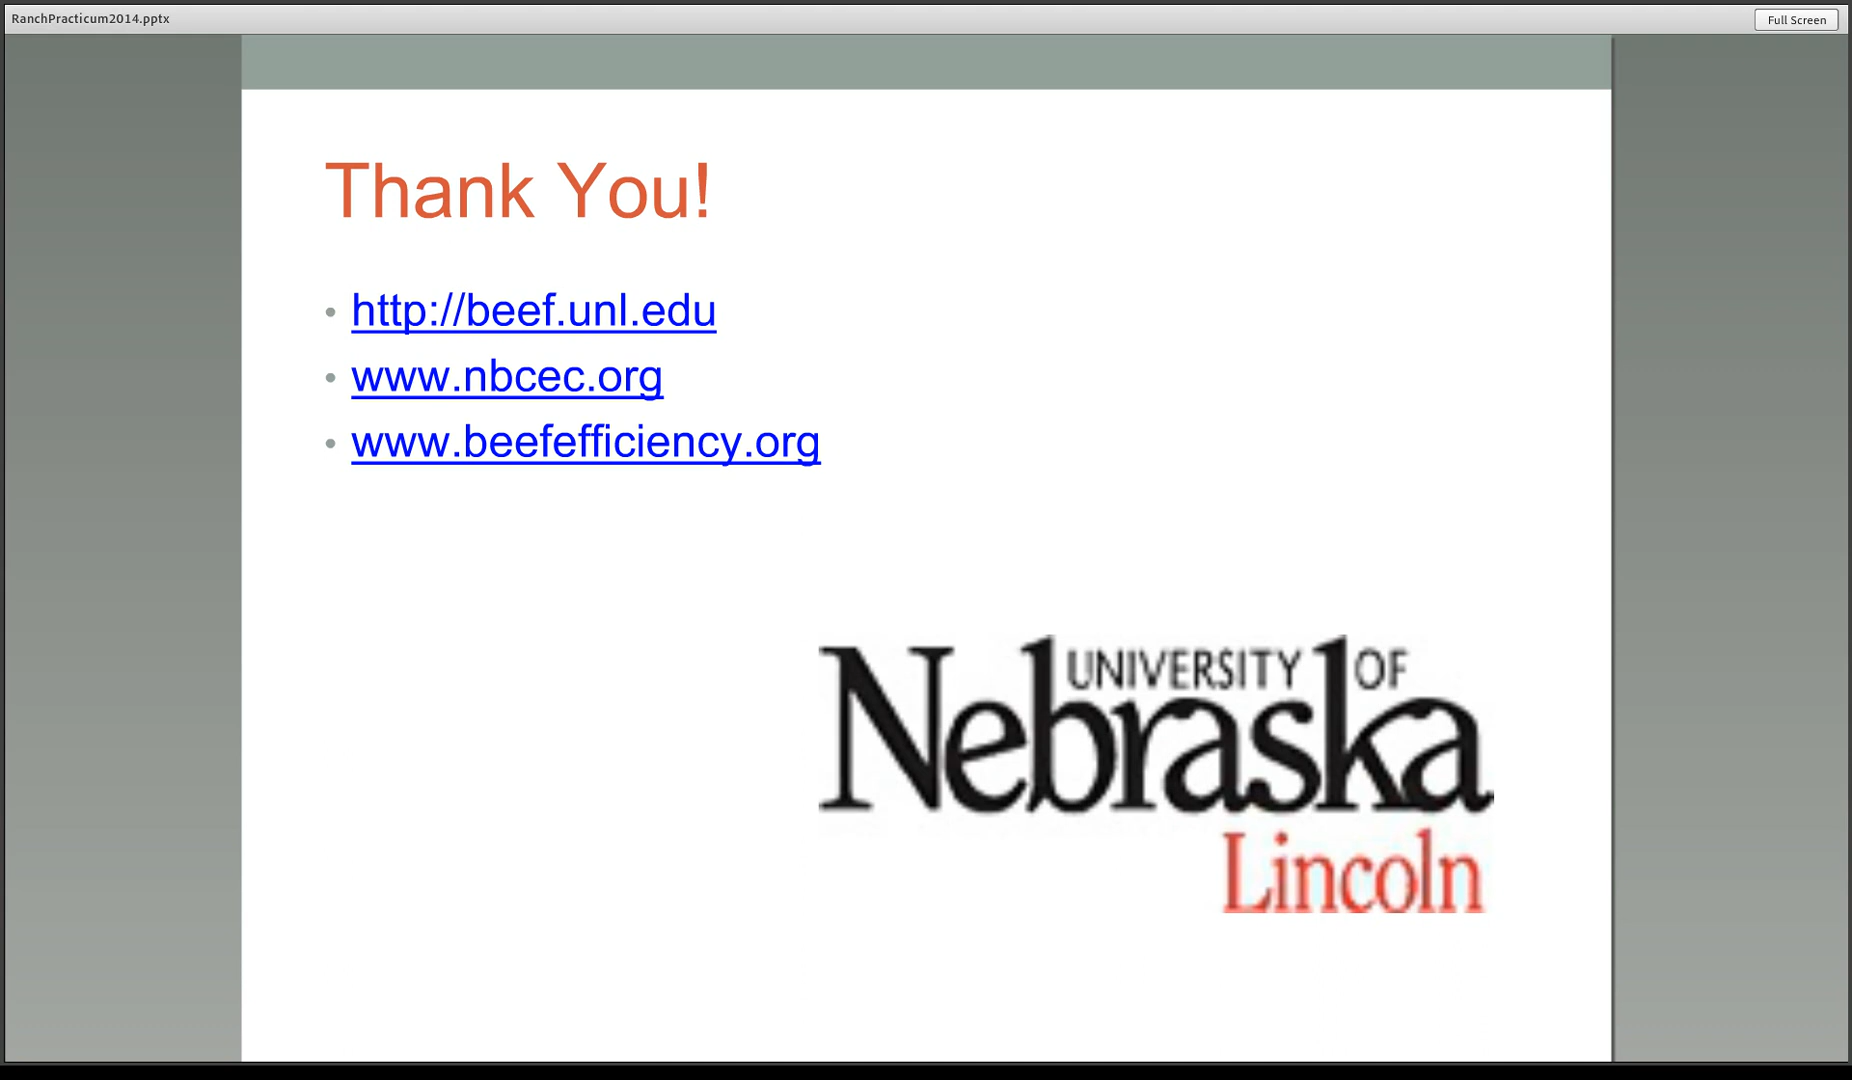 RanchPracticum2014.pptx
Full Screen
Thank You!
• http://beef.unl.edu
• www.nbcec.org
• www.beefefficiency.org
UNIVERSITY OF
Nebraska
Lincoln